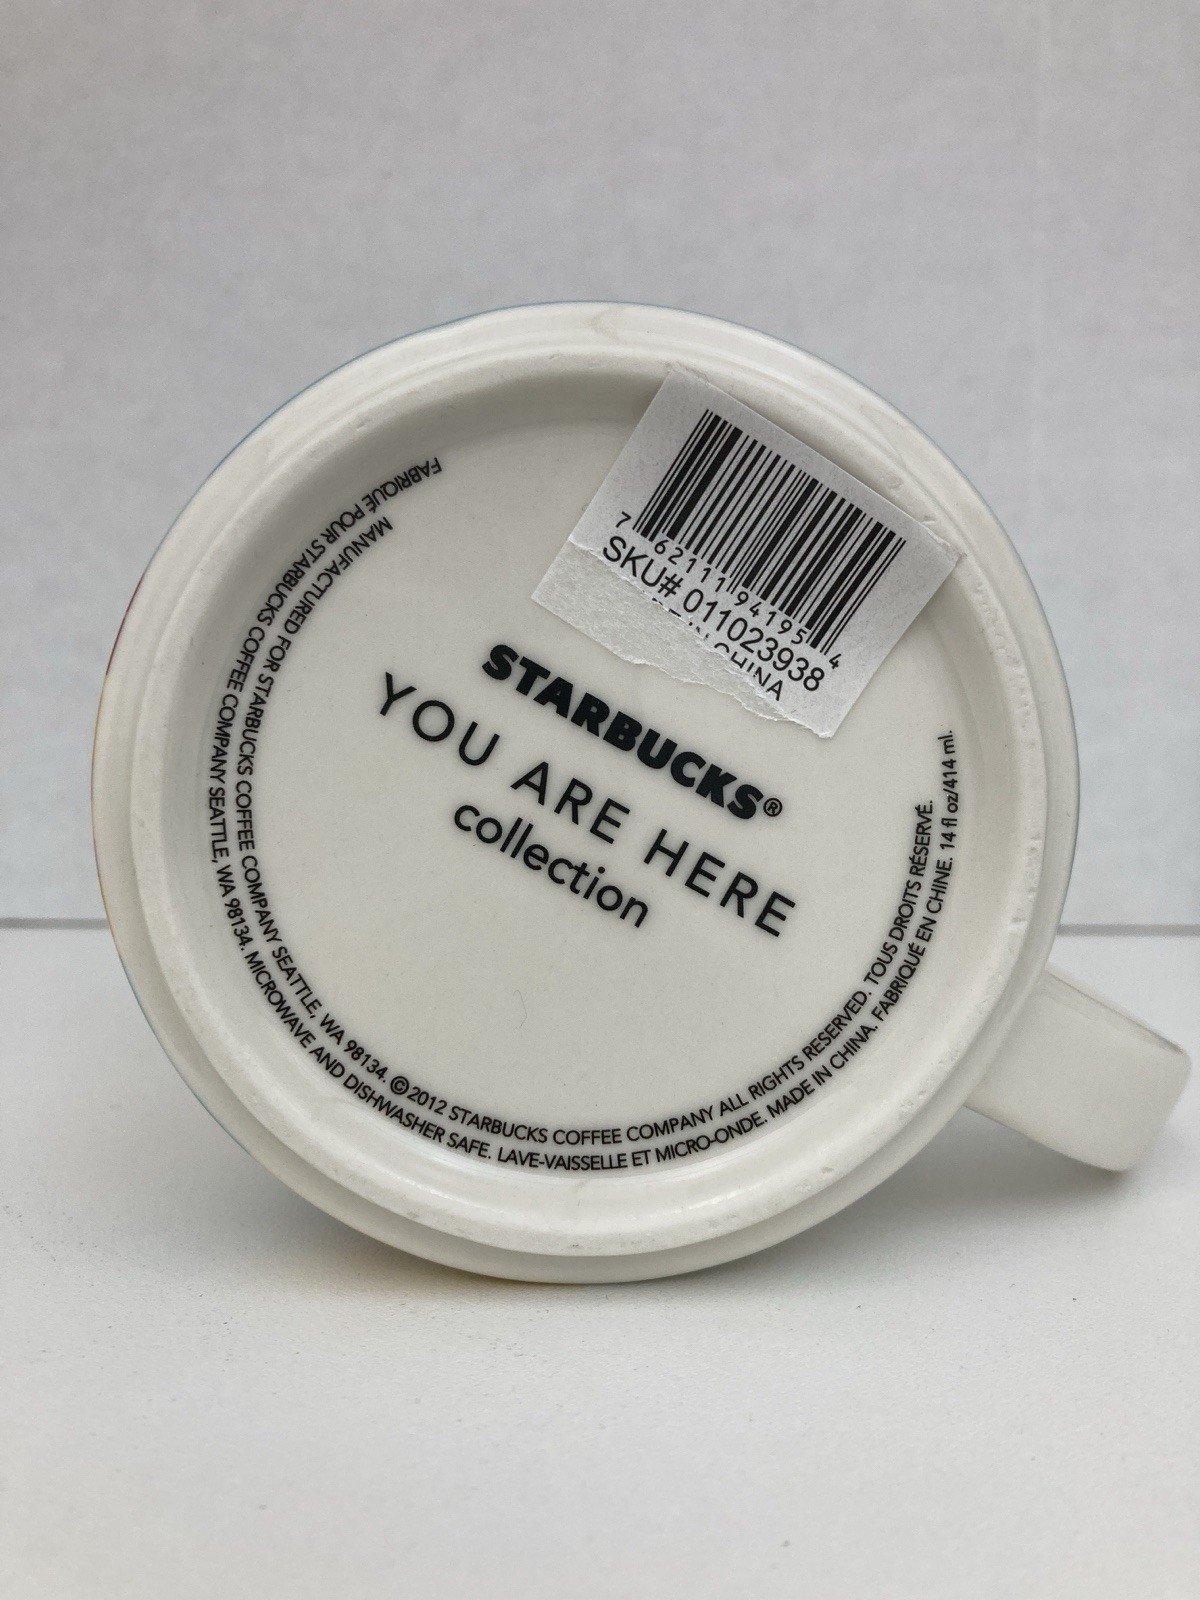 7 62111 94195 4
SKU# 011023938
CHINA
STARBUCKS®
YOU ARE HERE
collection
MANUFACTURED FOR STARBUCKS COFFEE COMPANY SEATTLE, WA 98134. ©2012 STARBUCKS COFFEE COMPANY ALL RIGHTS RESERVED. TOUS DROITS RÉSERVÉ.
FABRIQUÉ POUR STARBUCKS COFFEE COMPANY SEATTLE, WA 98134. MICROWAVE AND DISHWASHER SAFE. LAVE-VAISSELLE ET MICRO-ONDE. MADE IN CHINA. FABRIQUÉ EN CHINE. 14 fl oz/414 ml.